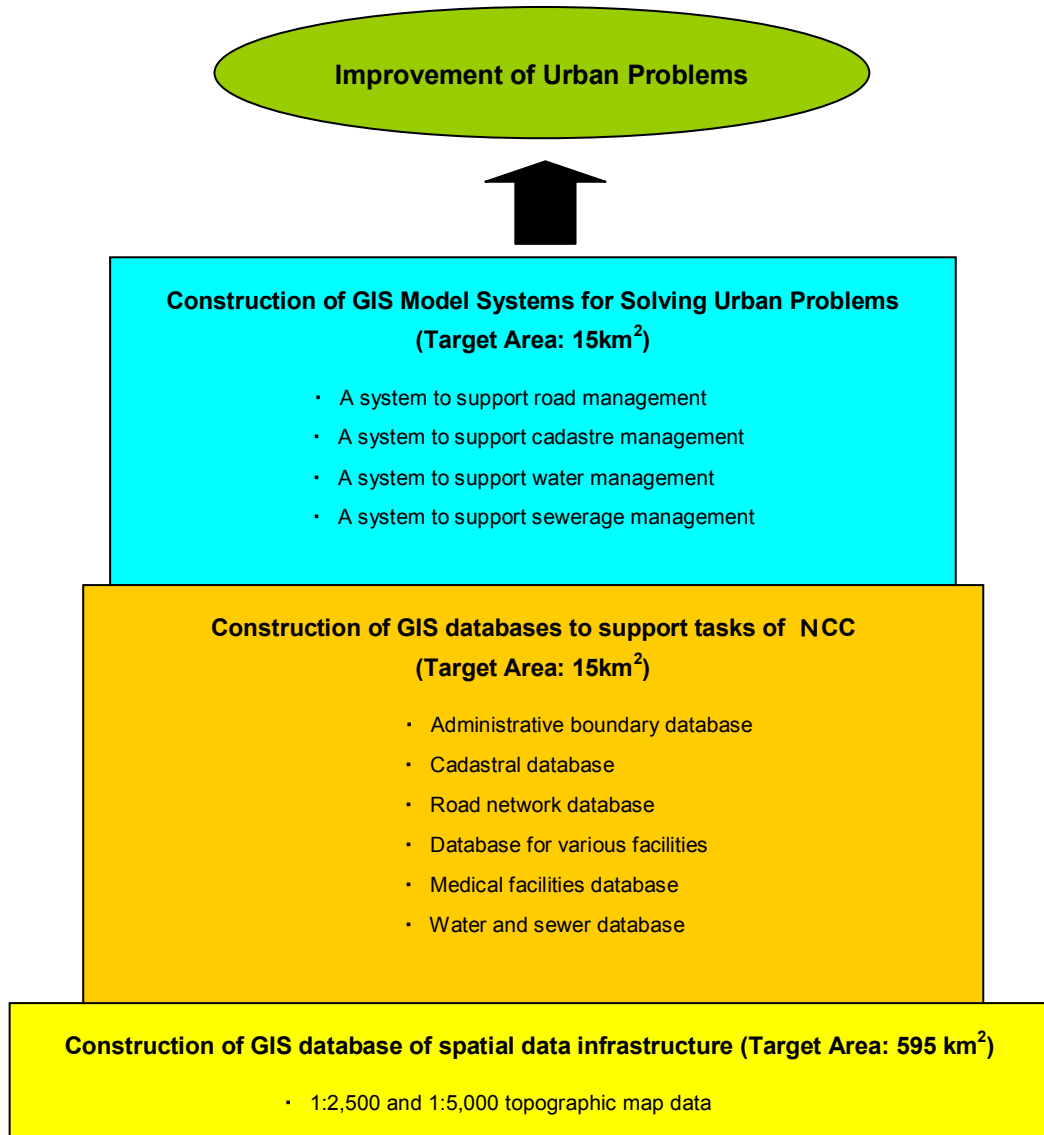 Improvement of Urban Problems
Construction of GIS Model Systems for Solving Urban Problems
(Target Area: 15km²)
・ A system to support road management
・ A system to support cadastre management
・ A system to support water management
・ A system to support sewerage management
Construction of GIS databases to support tasks of NCC
(Target Area: 15km²)
・ Administrative boundary database
・ Cadastral database
・ Road network database
・ Database for various facilities
・ Medical facilities database
・ Water and sewer database
Construction of GIS database of spatial data infrastructure (Target Area: 595 km²)
・ 1:2,500 and 1:5,000 topographic map data